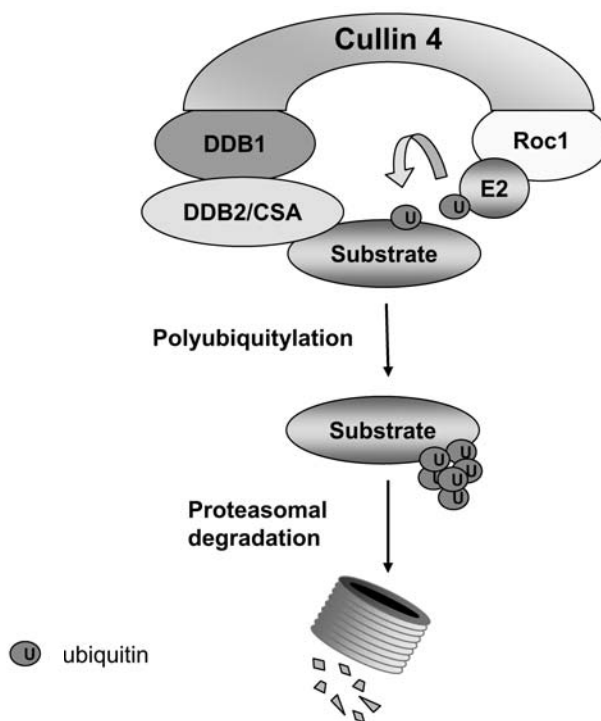 Cullin 4
DDB1
Roc1
E2
DDB2/CSA
U
U
Substrate
Polyubiquitylation
Substrate
U
U
U
U
U
U
Proteasomal
degradation
U
ubiquitin